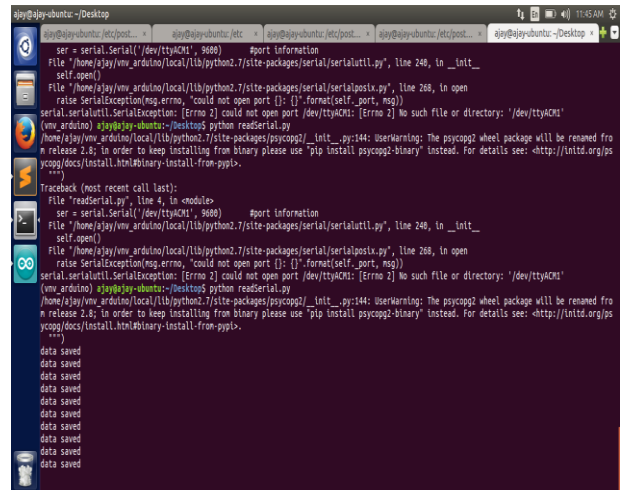 ajay@ajay-ubuntu: ~/Desktop
En
11:45 AM
ajay@ajay-ubuntu: /etc/post... × ajay@ajay-ubuntu: /etc × ajay@ajay-ubuntu: /etc/post... × ajay@ajay-ubuntu: /etc/post... × ajay@ajay-ubuntu: ~/Desktop ×
ser = serial.Serial('/dev/ttyACM1', 9600) #port information
File "/home/ajay/vnv_arduino/local/lib/python2.7/site-packages/serial/serialutil.py", line 240, in __init__
self.open()
File "/home/ajay/vnv_arduino/local/lib/python2.7/site-packages/serial/serialposix.py", line 268, in open
raise SerialException(msg.errno, "could not open port {}: {}".format(self._port, msg))
serial.serialutil.SerialException: [Errno 2] could not open port /dev/ttyACM1: [Errno 2] No such file or directory: '/dev/ttyACM1'
(vnv_arduino) ajay@ajay-ubuntu:~/Desktop$ python readSerial.py
/home/ajay/vnv_arduino/local/lib/python2.7/site-packages/psycopg2/__init__.py:144: UserWarning: The psycopg2 wheel package will be renamed fro
m release 2.8; in order to keep installing from binary please use "pip install psycopg2-binary" instead. For details see: <http://initd.org/ps
ycopg/docs/install.html#binary-install-from-pypi>.
""")
Traceback (most recent call last):
File "readSerial.py", line 4, in <module>
ser = serial.Serial('/dev/ttyACM1', 9600) #port information
File "/home/ajay/vnv_arduino/local/lib/python2.7/site-packages/serial/serialutil.py", line 240, in __init__
self.open()
File "/home/ajay/vnv_arduino/local/lib/python2.7/site-packages/serial/serialposix.py", line 268, in open
raise SerialException(msg.errno, "could not open port {}: {}".format(self._port, msg))
serial.serialutil.SerialException: [Errno 2] could not open port /dev/ttyACM1: [Errno 2] No such file or directory: '/dev/ttyACM1'
(vnv_arduino) ajay@ajay-ubuntu:~/Desktop$ python readSerial.py
/home/ajay/vnv_arduino/local/lib/python2.7/site-packages/psycopg2/__init__.py:144: UserWarning: The psycopg2 wheel package will be renamed fro
m release 2.8; in order to keep installing from binary please use "pip install psycopg2-binary" instead. For details see: <http://initd.org/ps
ycopg/docs/install.html#binary-install-from-pypi>.
""")
data saved
data saved
data saved
data saved
data saved
data saved
data saved
data saved
data saved
data saved